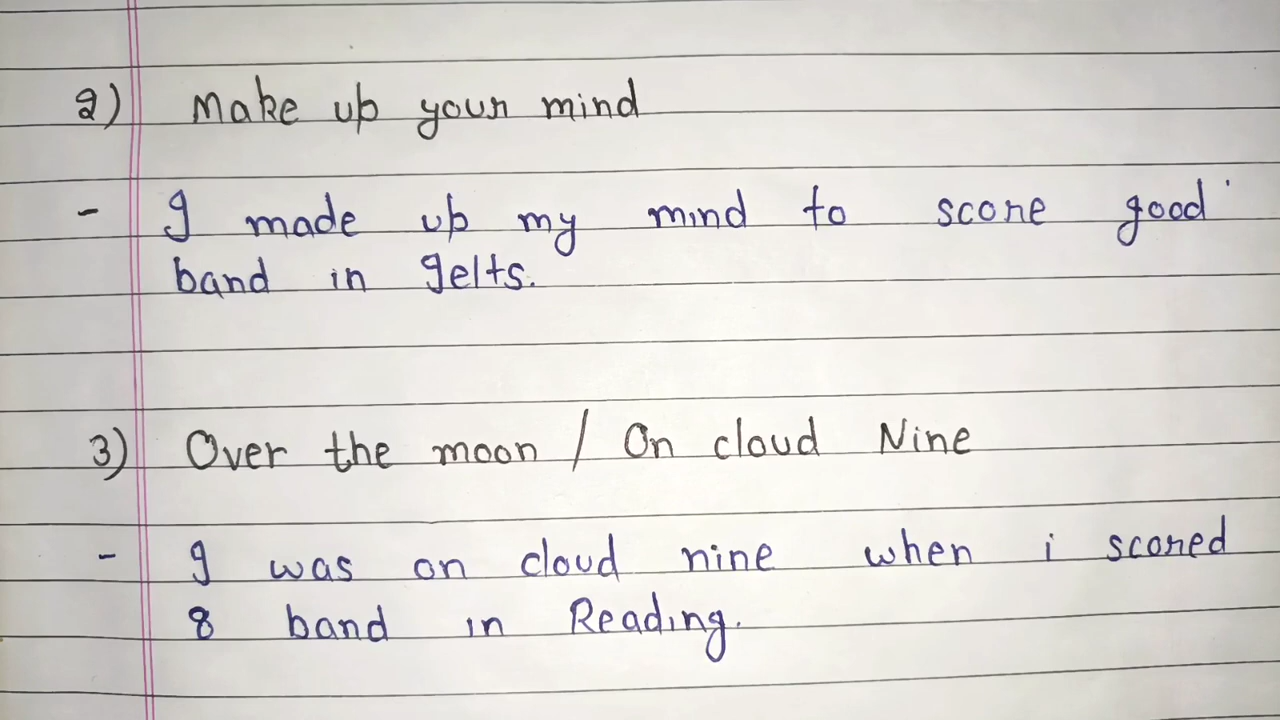 2) Make up your mind
- I made up my mind to score good
band in Ielts.
3) Over the moon / On cloud Nine
- I was on cloud nine when i scored
8 band in Reading.